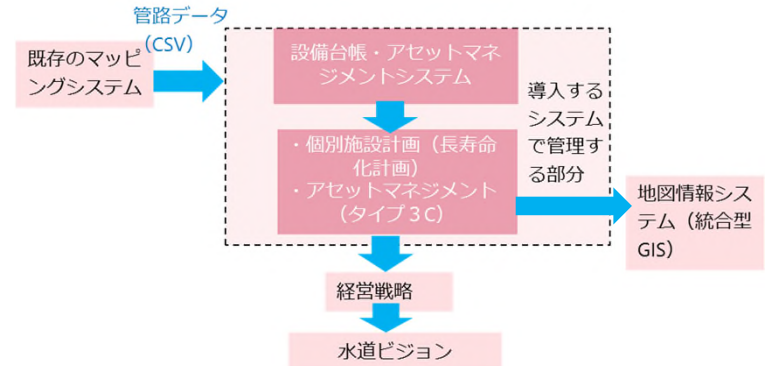 管路データ
（CSV）
既存のマッピ
ングシステム
設備台帳・アセットマネ
ジメントシステム
導入する
システム
で管理す
る部分
・個別施設計画（長寿命
化計画）
・アセットマネジメント
（タイプ３C）
地図情報シス
テム（統合型
GIS）
経営戦略
水道ビジョン